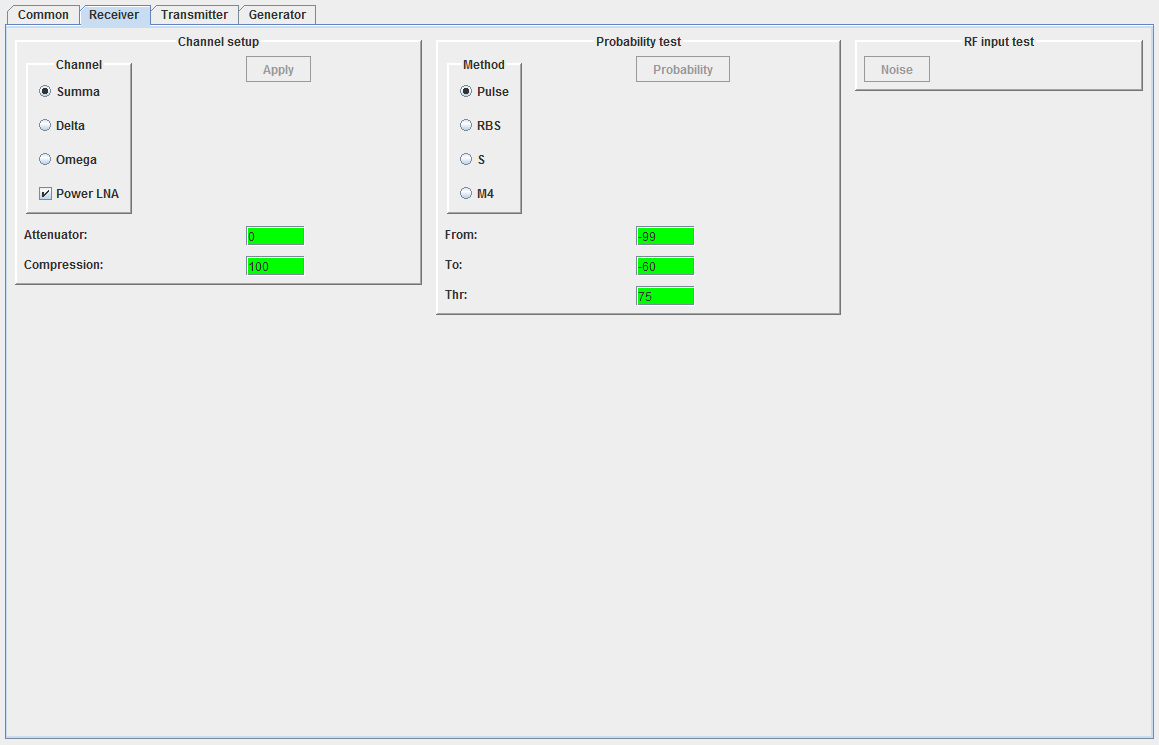 Common Receiver Transmitter Generator
Channel setup
Channel
Apply
Summa
Delta
Omega
Power LNA
Attenuator: 0
Compression: 100
Probability test
Method
Probability
Pulse
RBS
S
M4
From: -99
To: -60
Thr: 75
RF input test
Noise